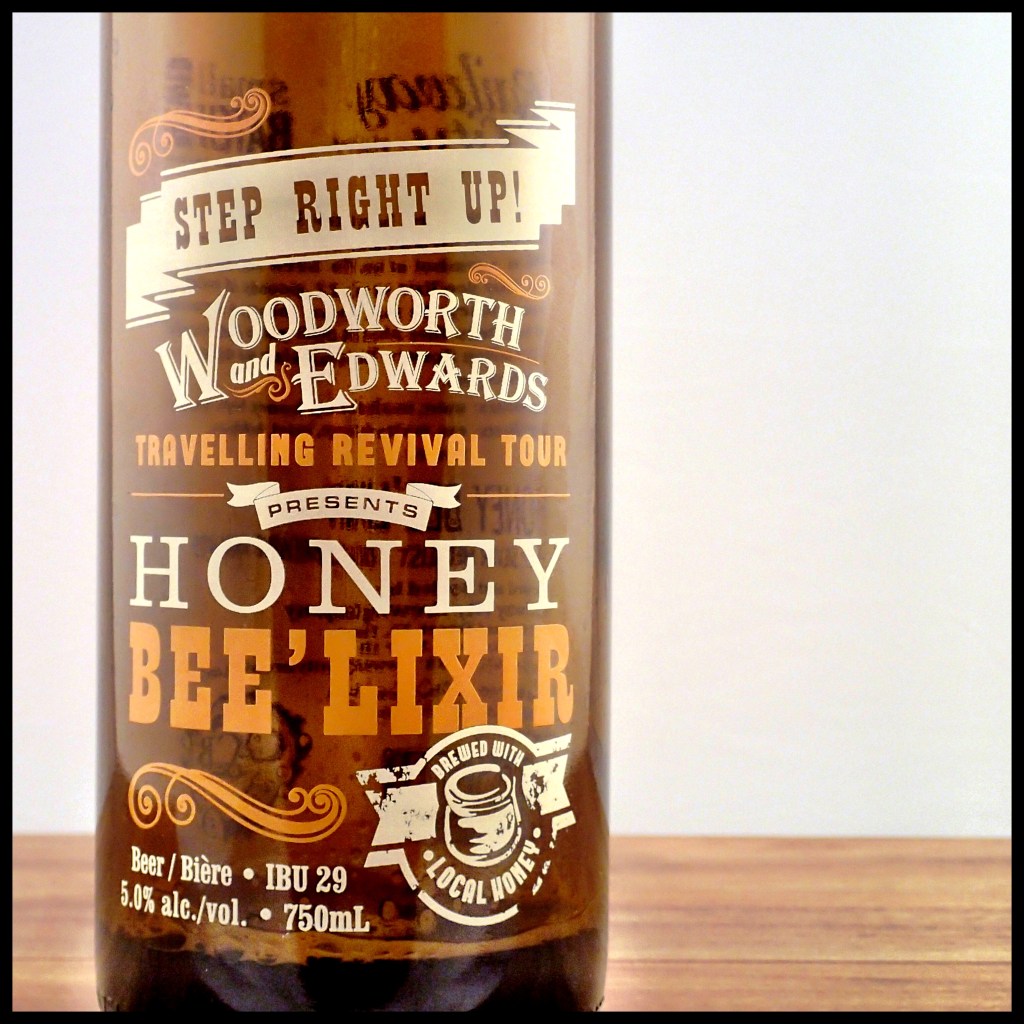 STEP RIGHT UP!
WOODWORTH
and EDWARDS
TRAVELLING REVIVAL TOUR
PRESENTS
HONEY
BEE'LIXIR
BREWED WITH
LOCAL HONEY
Beer / Bière • IBU 29
5.0% alc./vol. • 750mL